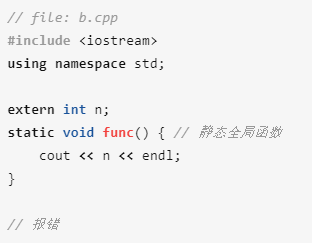 // file: b.cpp
#include <iostream>
using namespace std;
extern int n;
static void func() { // 静态全局函数
    cout << n << endl;
}
// 报错